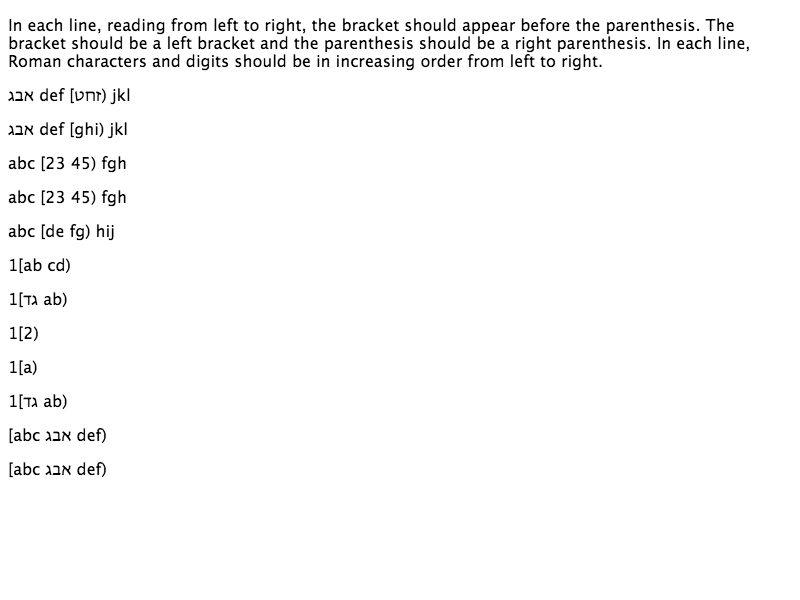 In each line, reading from left to right, the bracket should appear before the parenthesis. The
bracket should be a left bracket and the parenthesis should be a right parenthesis. In each line,
Roman characters and digits should be in increasing order from left to right.
אבג def [זחט) jkl
אבג def [ghi) jkl
abc [23 45) fgh
abc [23 45) fgh
abc [de fg) hij
1[ab cd)
1[גד ab)
1[2)
1[a)
1[גד ab)
[abc אבג def)
[abc אבג def)